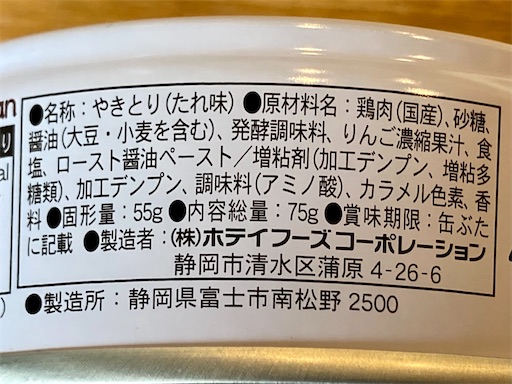 ●名称：やきとり(たれ味) ●原材料名：鶏肉(国産)、砂糖、
醤油(大豆・小麦を含む)、発酵調味料、りんご濃縮果汁、食
塩、ロースト醤油ペースト／増粘剤(加工デンプン、増粘多
糖類)、加工デンプン、調味料(アミノ酸)、カラメル色素、香
料 ●固形量：55g ●内容総量：75g ●賞味期限：缶ぶた
に記載 ●製造者：(株)ホテイフーズコーポレーション
静岡市清水区蒲原 4-26-6
●製造所：静岡県富士市南松野 2500